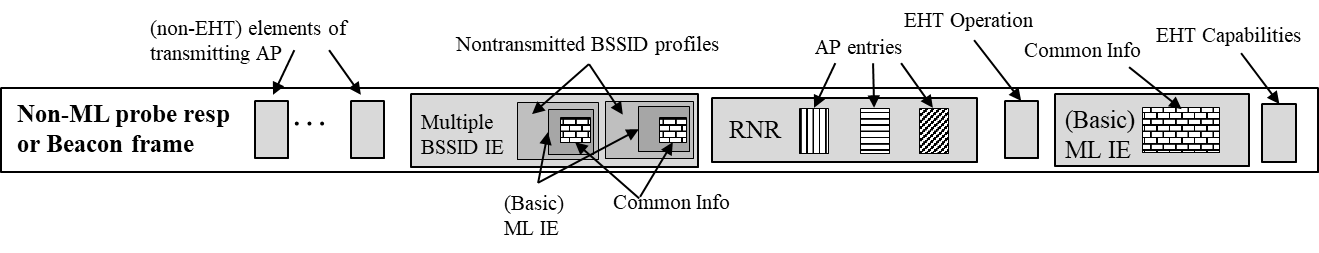 (non-EHT) elements of
transmitting AP
Nontransmitted BSSID profiles
AP entries
EHT Operation
Common Info
EHT Capabilities
Non-ML probe resp
or Beacon frame
...
Multiple
BSSID IE
RNR
(Basic)
ML IE
(Basic)
ML IE
Common Info